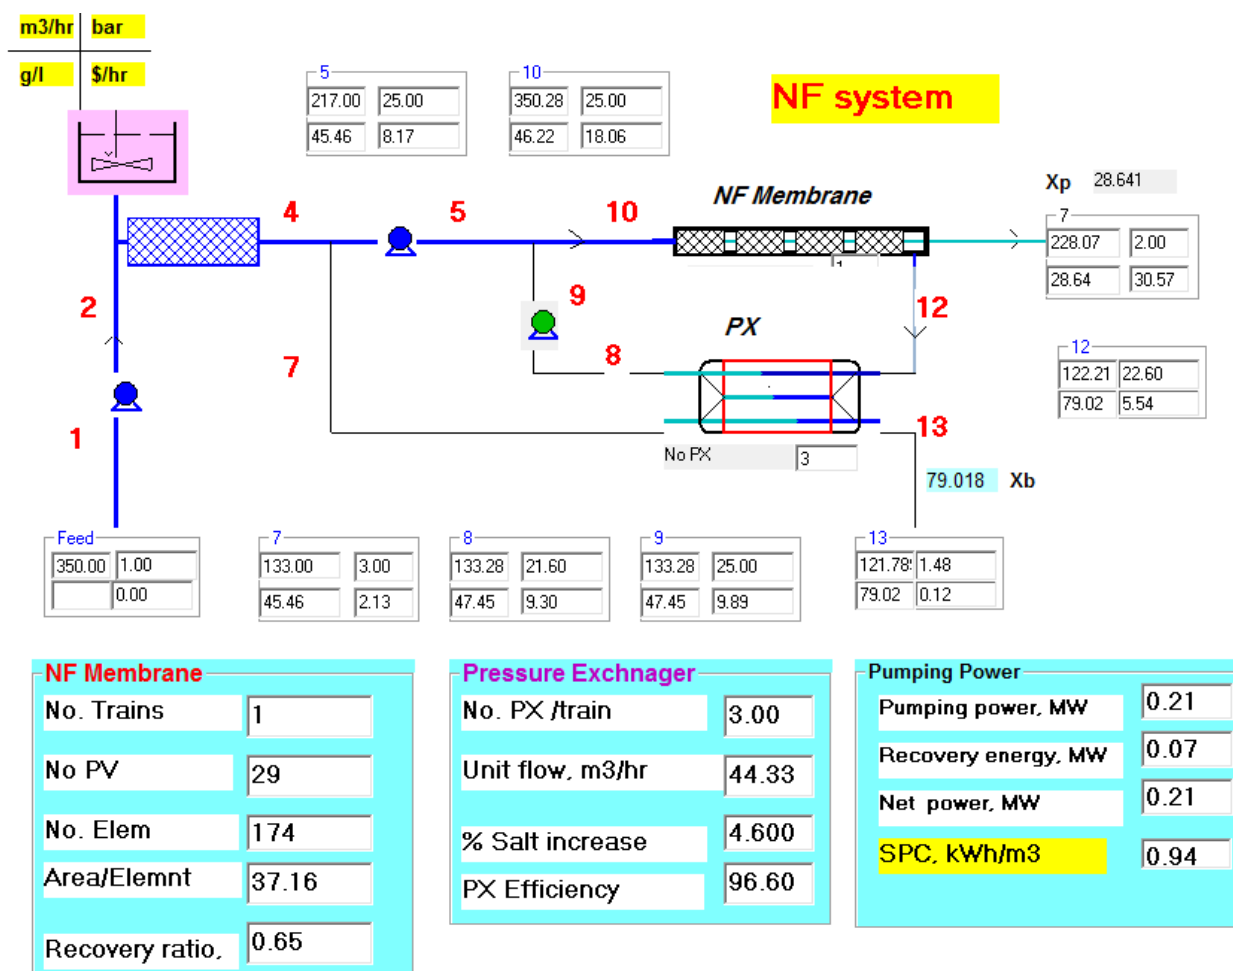 m3/hr bar
g/l $/hr
5
217.00 25.00
45.46 8.17
10
350.28 25.00
46.22 18.06
NF system
Xp 28.641
NF Membrane
7
228.07 2.00
28.64 30.57
4
5
10
1
2
9
12
PX
8
7
12
122.21 22.60
79.02 5.54
1
13
No PX 3
79.018 Xb
Feed
350.00 1.00
0.00
7
133.00 3.00
45.46 2.13
8
133.28 21.60
47.45 9.30
9
133.28 25.00
47.45 9.89
13
121.78 1.48
79.02 0.12
NF Membrane
No. Trains 1
No PV 29
No. Elem 174
Area/Elemnt 37.16
Recovery ratio, 0.65
Pressure Exchnager
No. PX /train 3.00
Unit flow, m3/hr 44.33
% Salt increase 4.600
PX Efficiency 96.60
Pumping Power
Pumping power, MW 0.21
Recovery energy, MW 0.07
Net power, MW 0.21
SPC, kWh/m3 0.94